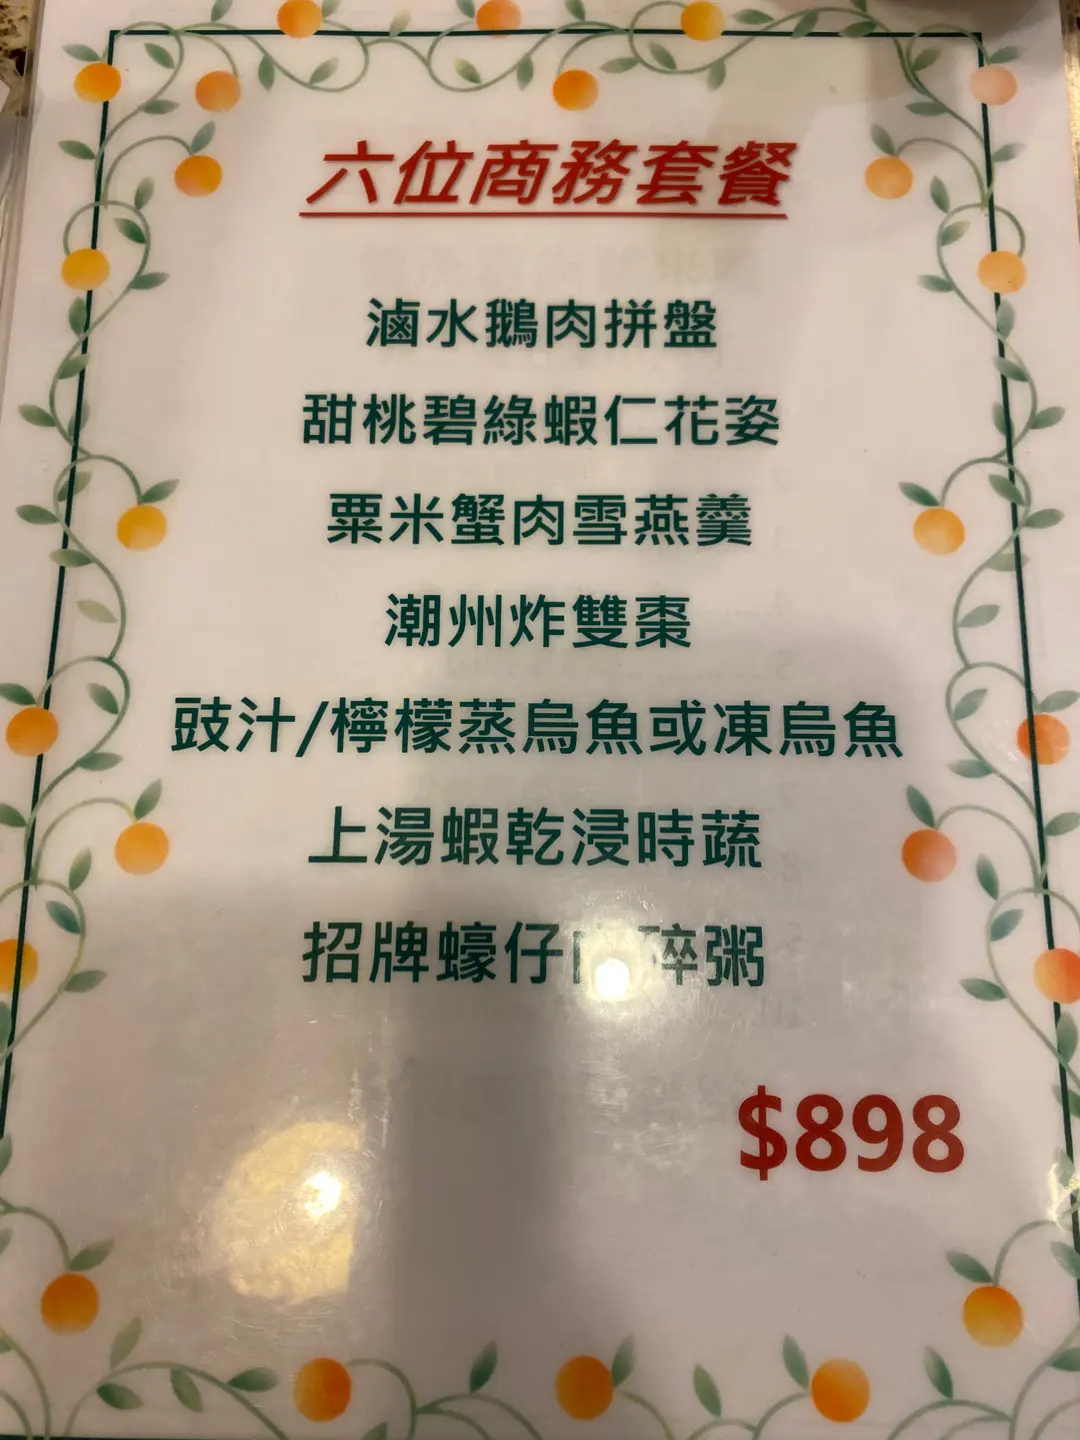 六位商務套餐
滷水鵝肉拼盤
甜桃碧綠蝦仁花姿
粟米蟹肉雪燕羹
潮州炸雙棗
豉汁/檸檬蒸烏魚或凍烏魚
上湯蝦乾浸時蔬
招牌蠔仔肉碎粥
$898